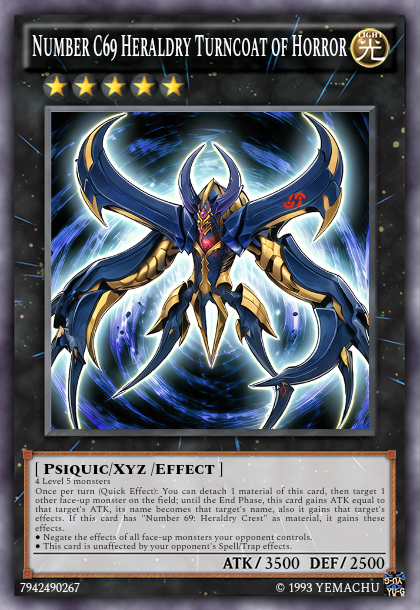 Number C69 Heraldry Turncoat of Horror
LIGHT
光
[ Psiquic/Xyz /Effect ]
4 Level 5 monsters
Once per turn (Quick Effect): You can detach 1 material of this card, then target 1
other face-up monster on the field; until the End Phase, this card gains ATK equal to
that target's ATK, its name becomes that target's name, also it gains that target's
effects. If this card has "Number 69: Heraldry Crest" as material, it gains these
effects.
● Negate the effects of all face-up monsters your opponent controls.
● This card is unaffected by your opponent's Spell/Trap effects.
ATK / 3500 DEF / 2500
7942490267
© 1993 YEMACHU